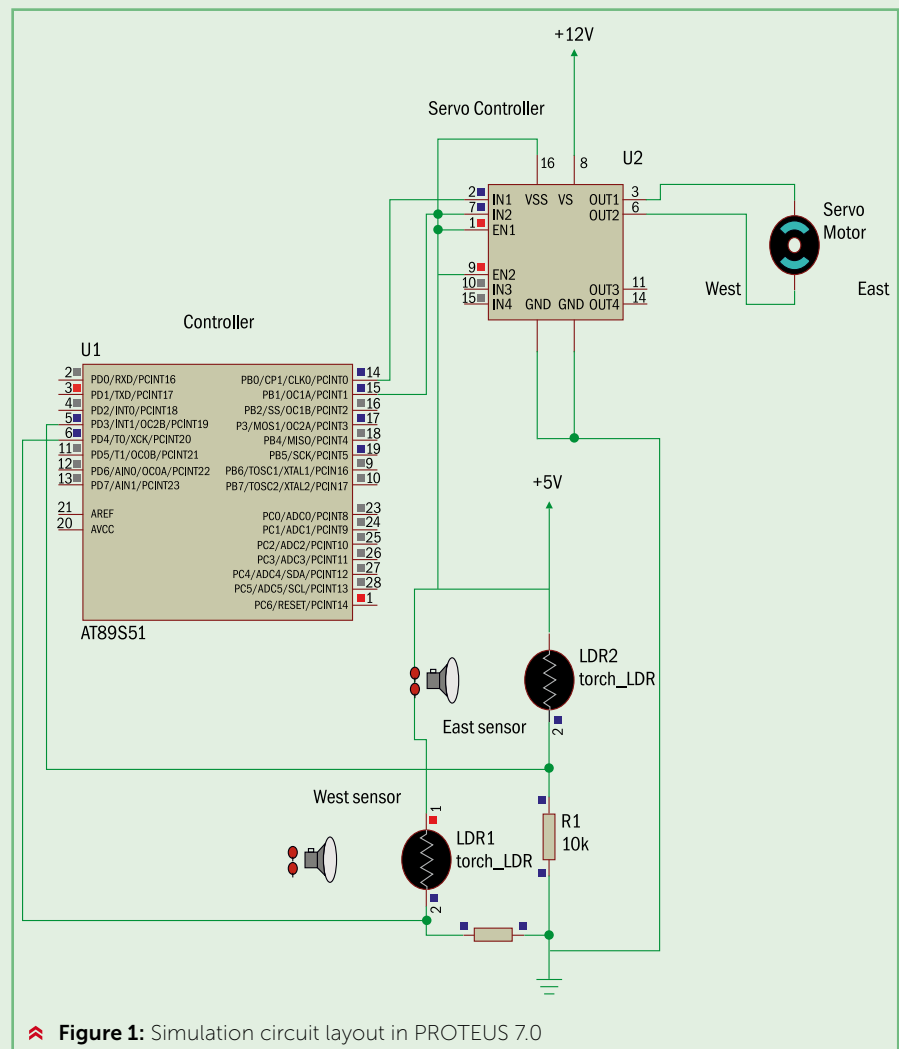 +12V
Servo Controller
16
8
U2
2
IN1
VSS
VS
OUT1
3
7
IN2
OUT2
6
1
EN1
Servo
Motor
9
EN2
10
IN3
OUT3
11
15
IN4
GND
GND
OUT4
14
West
East
Controller
U1
2
PD0/RXD/PCINT16
PB0/CP1/CLK0/PCINT0
14
3
PD1/TXD/PCINT17
PB1/OC1A/PCINT1
15
4
PD2/INT0/PCINT18
PB2/SS/OC1B/PCINT2
16
5
PD3/INT1/OC2B/PCINT19
P3/MOS1/OC2A/PCINT3
17
6
PD4/T0/XCK/PCINT20
PB4/MISO/PCINT4
18
11
PD5/T1/OC0B/PCINT21
PB5/SCK/PCINT5
19
12
PD6/AIN0/OC0A/PCINT22
PB6/TOSC1/XTAL1/PCIN16
9
13
PD7/AIN1/PCINT23
PB7/TOSC2/XTAL2/PCIN17
10
21
AREF
PC0/ADC0/PCINT8
23
20
AVCC
PC1/ADC1/PCINT9
24
PC2/ADC2/PCINT10
25
PC3/ADC3/PCINT11
26
PC4/ADC4/SDA/PCINT12
27
PC5/ADC5/SCL/PCINT13
28
PC6/RESET/PCINT14
1
AT89S51
+5V
LDR2
torch_LDR
East sensor
2
West sensor
1
R1
10k
LDR1
torch_LDR
2
Figure 1: Simulation circuit layout in PROTEUS 7.0